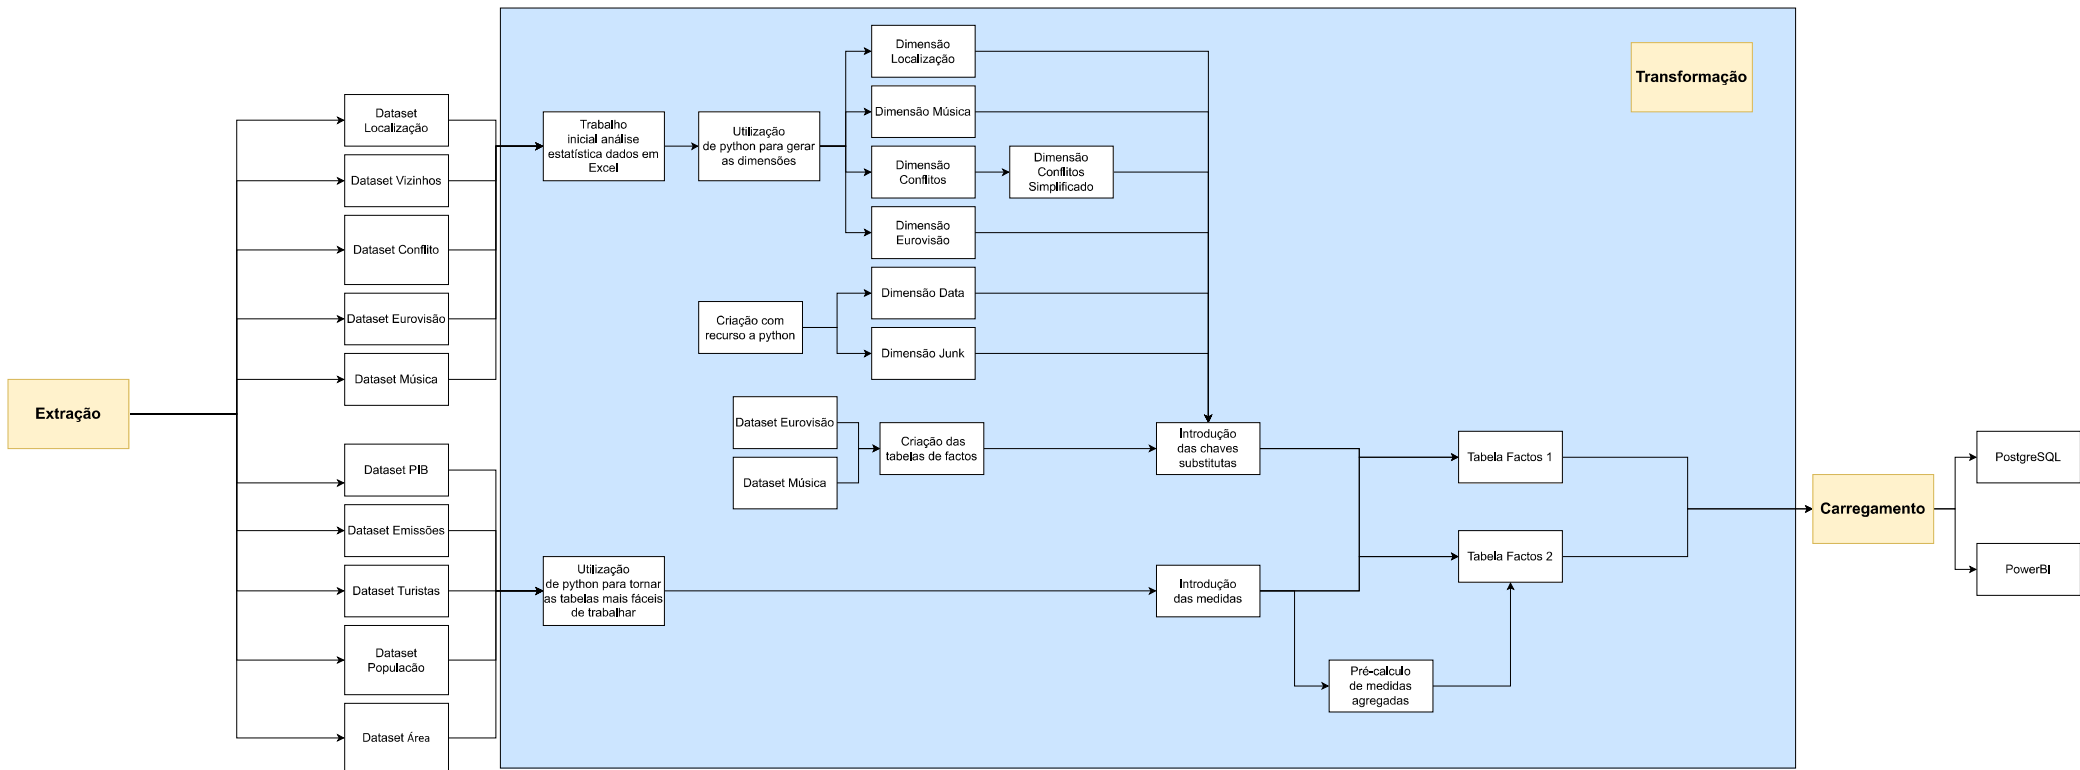 Extração
Dataset
Localização
Dataset Vizinhos
Dataset Conflito
Dataset Eurovisão
Dataset Música
Dataset PIB
Dataset Emissões
Dataset Turistas
Dataset
Populacão
Dataset Área
Transformação
Trabalho
inicial análise
estatística dados em
Excel
Utilização
de python para gerar
as dimensões
Dimensão
Localização
Dimensão Música
Dimensão
Conflitos
Dimensão
Conflitos
Simplificado
Dimensão
Eurovisão
Criação com
recurso a python
Dimensão Data
Dimensão Junk
Dataset Eurovisão
Dataset Música
Criação das
tabelas de factos
Introdução
das chaves
substitutas
Utilização
de python para tornar
as tabelas mais fáceis
de trabalhar
Introdução
das medidas
Pré-calculo
de medidas
agregadas
Tabela Factos 1
Tabela Factos 2
Carregamento
PostgreSQL
PowerBI